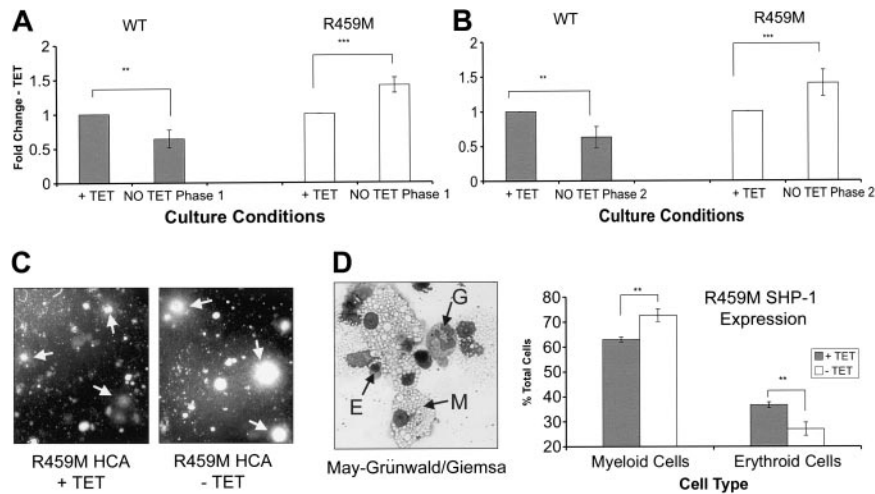 A
WT
R459M
Fold Change - TET
2
1.5
1
0.5
0
**
***
+ TET
NO TET Phase 1
+ TET
NO TET Phase 1
Culture Conditions
B
WT
R459M
2
1.5
1
0.5
0
**
***
+ TET
NO TET Phase 2
+ TET
NO TET Phase 2
Culture Conditions
C
R459M HCA
+ TET
R459M HCA
- TET
D
G
E
M
May-Grünwald/Giemsa
R459M SHP-1
Expression
% Total Cells
80
70
60
50
40
30
20
**
**
+ TET
- TET
Myeloid Cells
Erythroid Cells
Cell Type